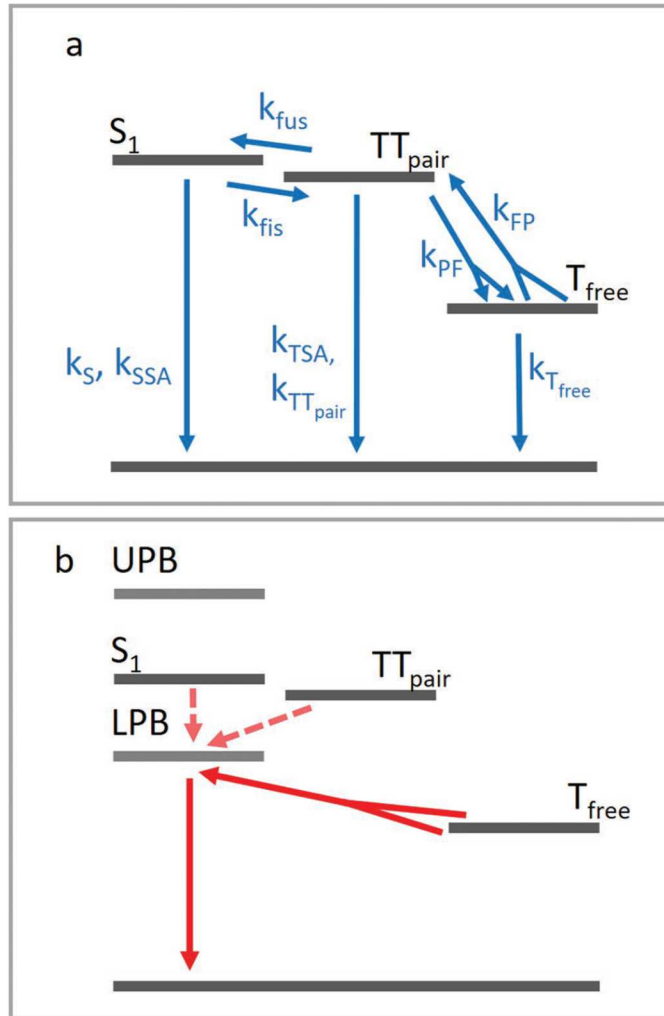 a
k_fus
S_1
TT_pair
k_fis
k_FP
k_PF
T_free
k_S, k_SSA
k_TSA,
k_TT_pair
k_T_free
b
UPB
S_1
TT_pair
LPB
T_free